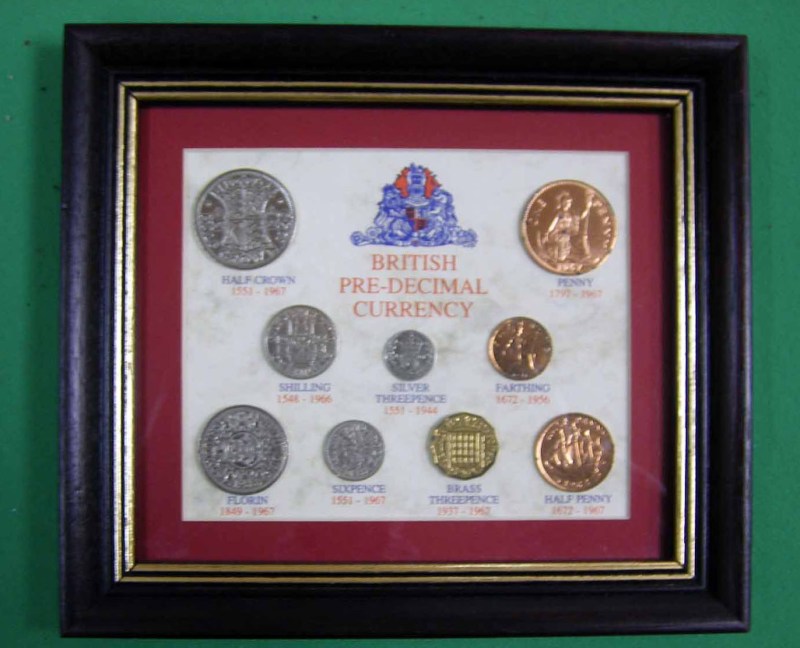 BRITISH
PRE-DECIMAL
CURRENCY
HALF-CROWN
1551 - 1967
PENNY
1797 - 1967
SHILLING
1548 - 1966
SILVER
THREEPENCE
1551 - 1944
FARTHING
1672 - 1956
FLORIN
1849 - 1967
SIXPENCE
1551 - 1967
BRASS
THREEPENCE
1937 - 1967
HALF PENNY
1672 - 1967